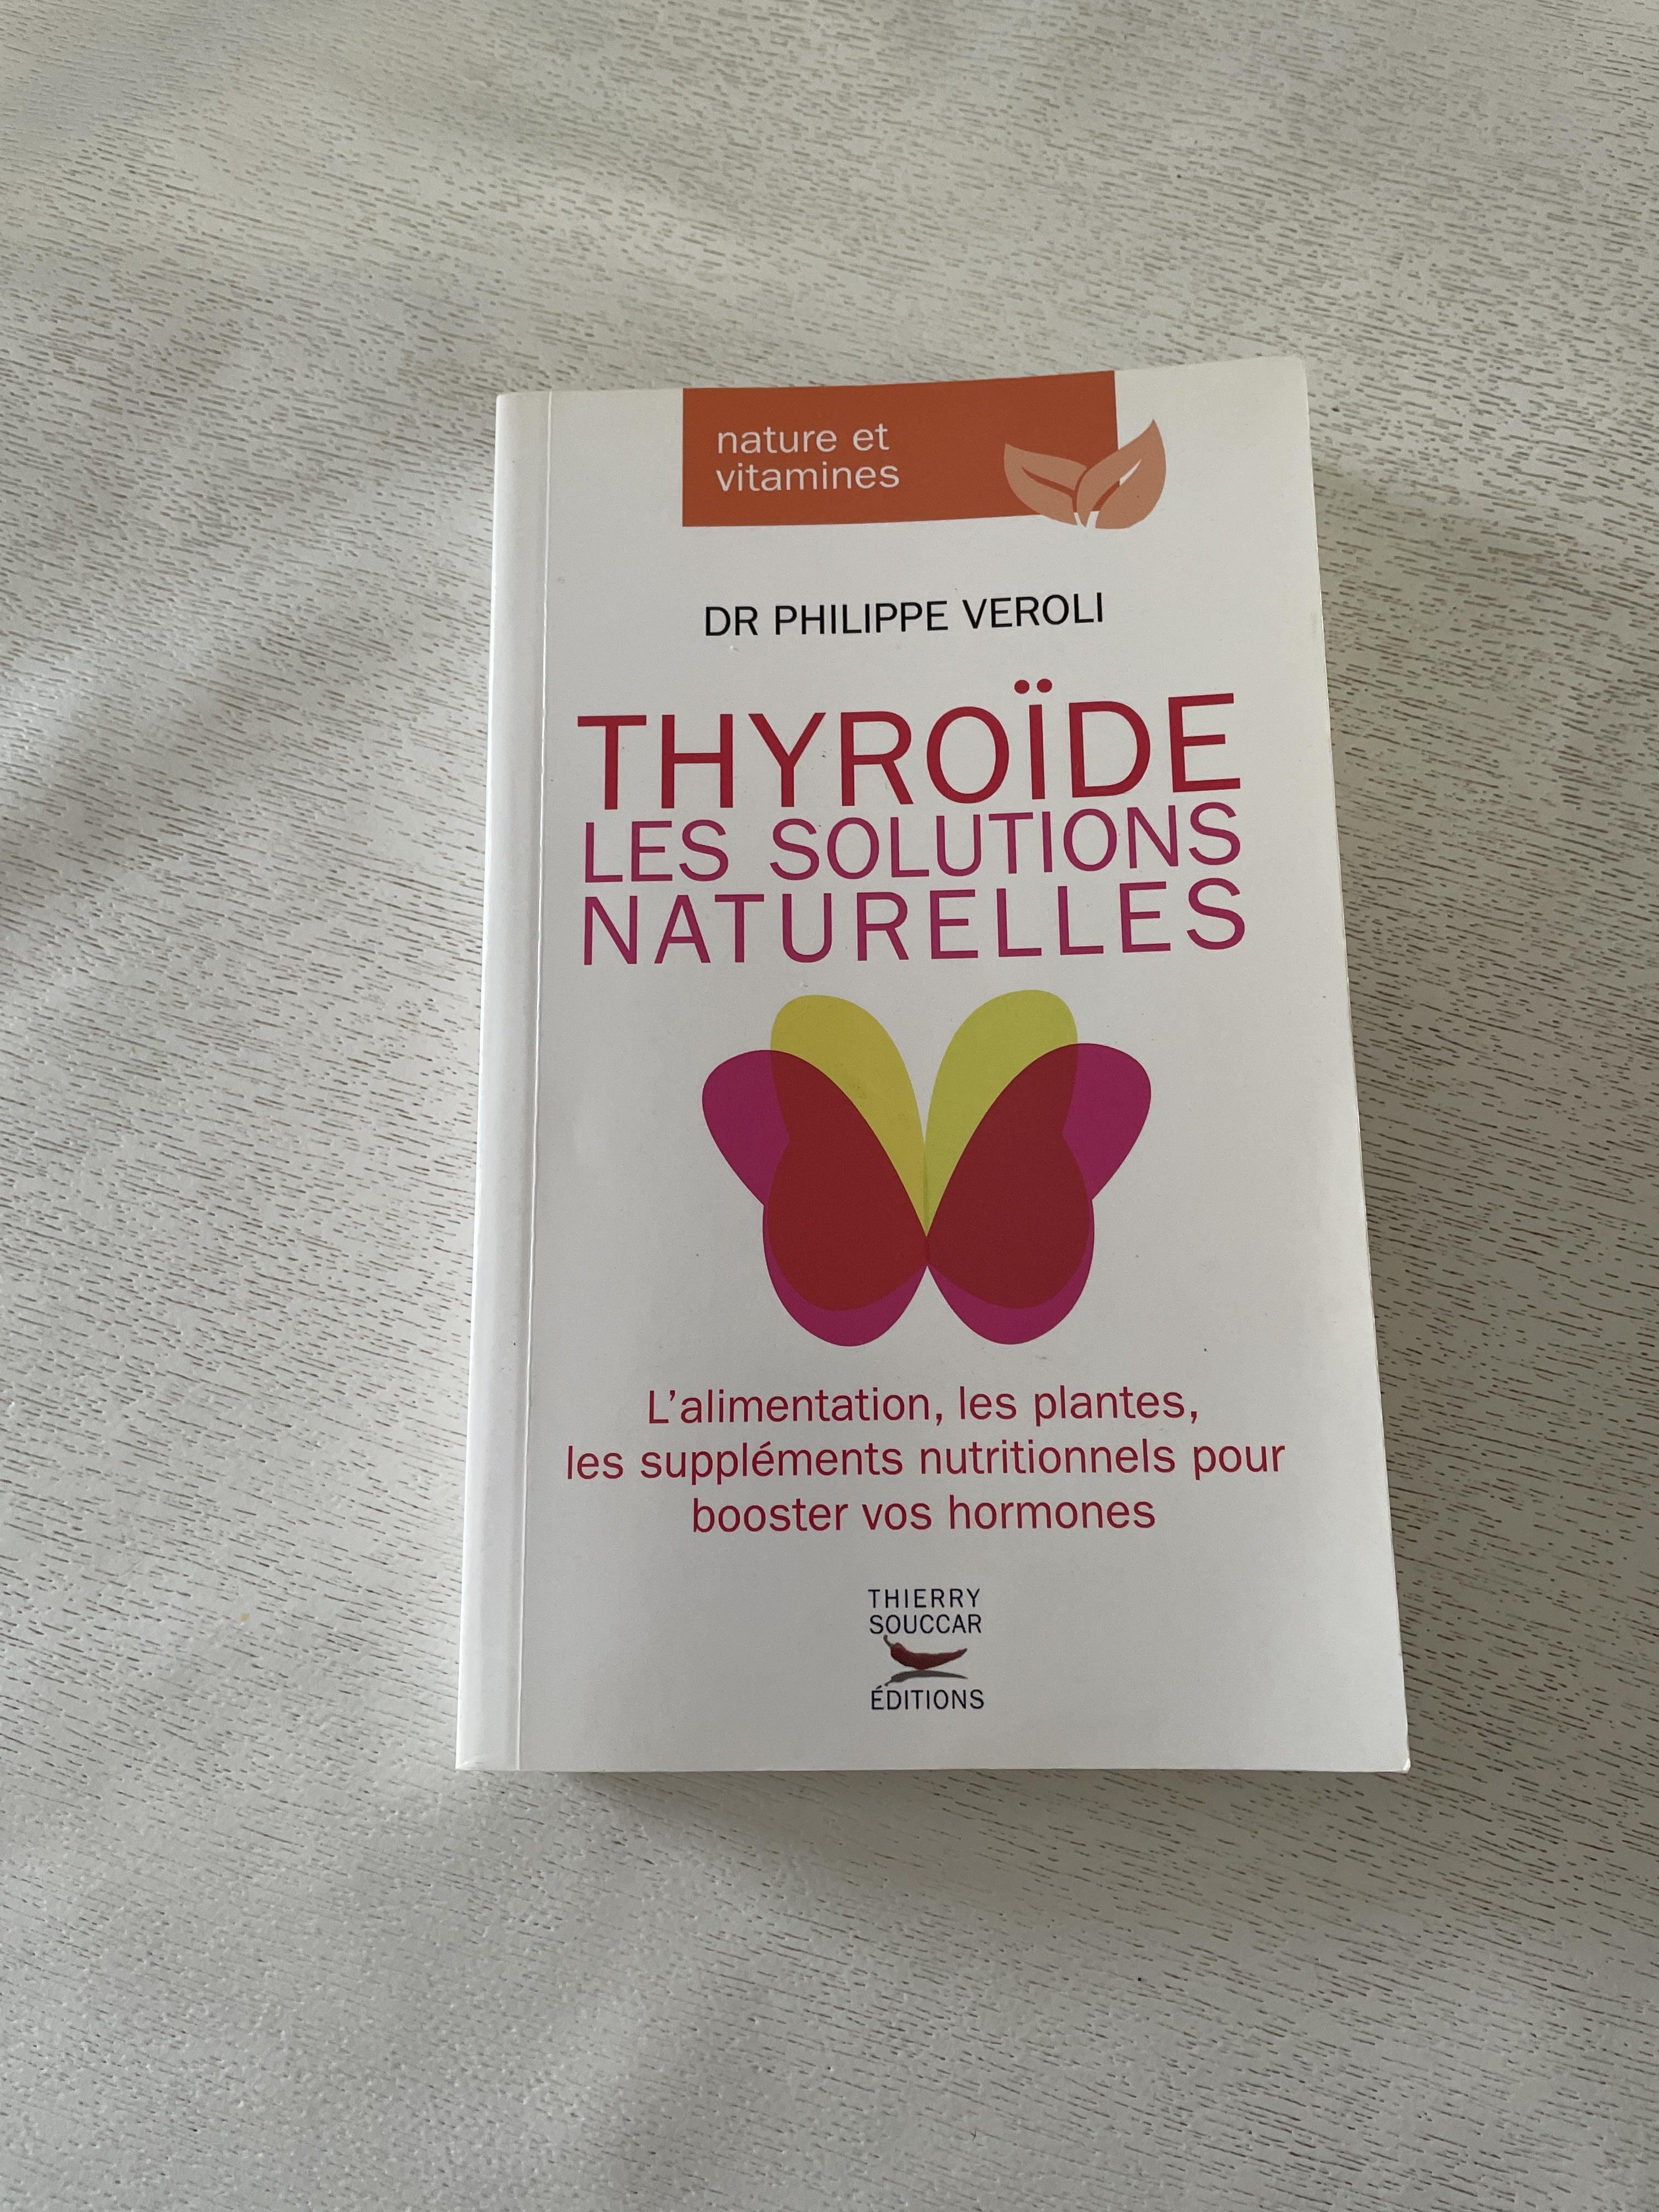 nature et
vitamines
DR PHILIPPE VEROLI
THYROÏDE
LES SOLUTIONS
NATURELLES
L'alimentation, les plantes,
les suppléments nutritionnels pour
booster vos hormones
THIERRY
SOUCCAR
ÉDITIONS